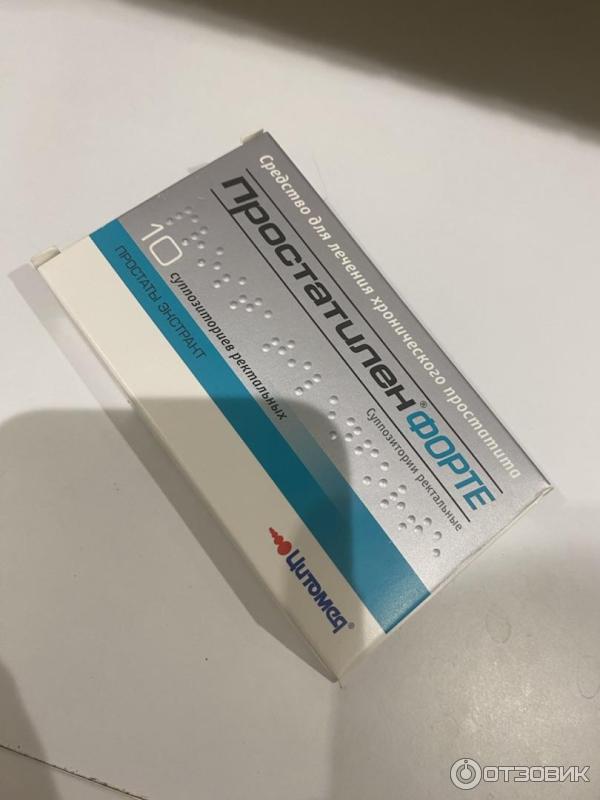 Средство для лечения хронического простатита
Простатилен® ФОРТЕ
Суппозитории ректальные
10 суппозиториев ректальных
ПРОСТАТЫ ЭКСТРАКТ
Цитомед®
ОТЗОВИК